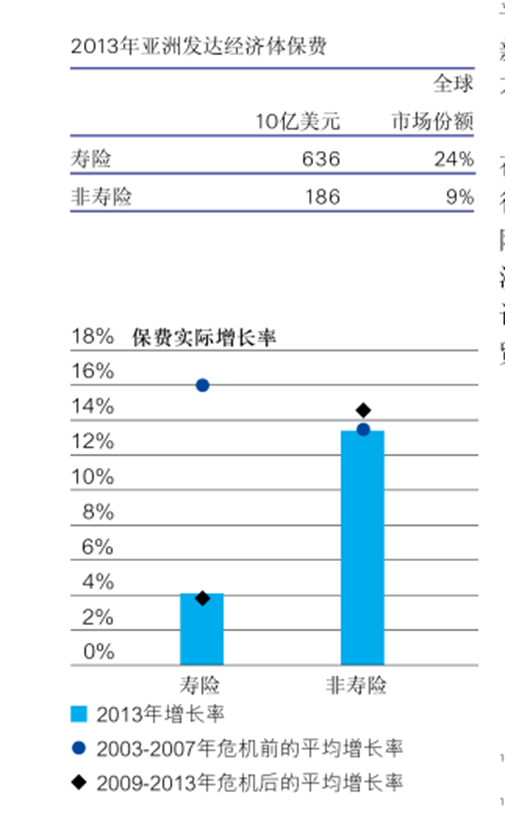 2013年亚洲发达经济体保费
全球
10亿美元 市场份额
寿险 636 24%
非寿险 186 9%
18% 保费实际增长率
16%
14%
12%
10%
8%
6%
4%
2%
0%
寿险 非寿险
2013年增长率
2003-2007年危机前的平均增长率
2009-2013年危机后的平均增长率